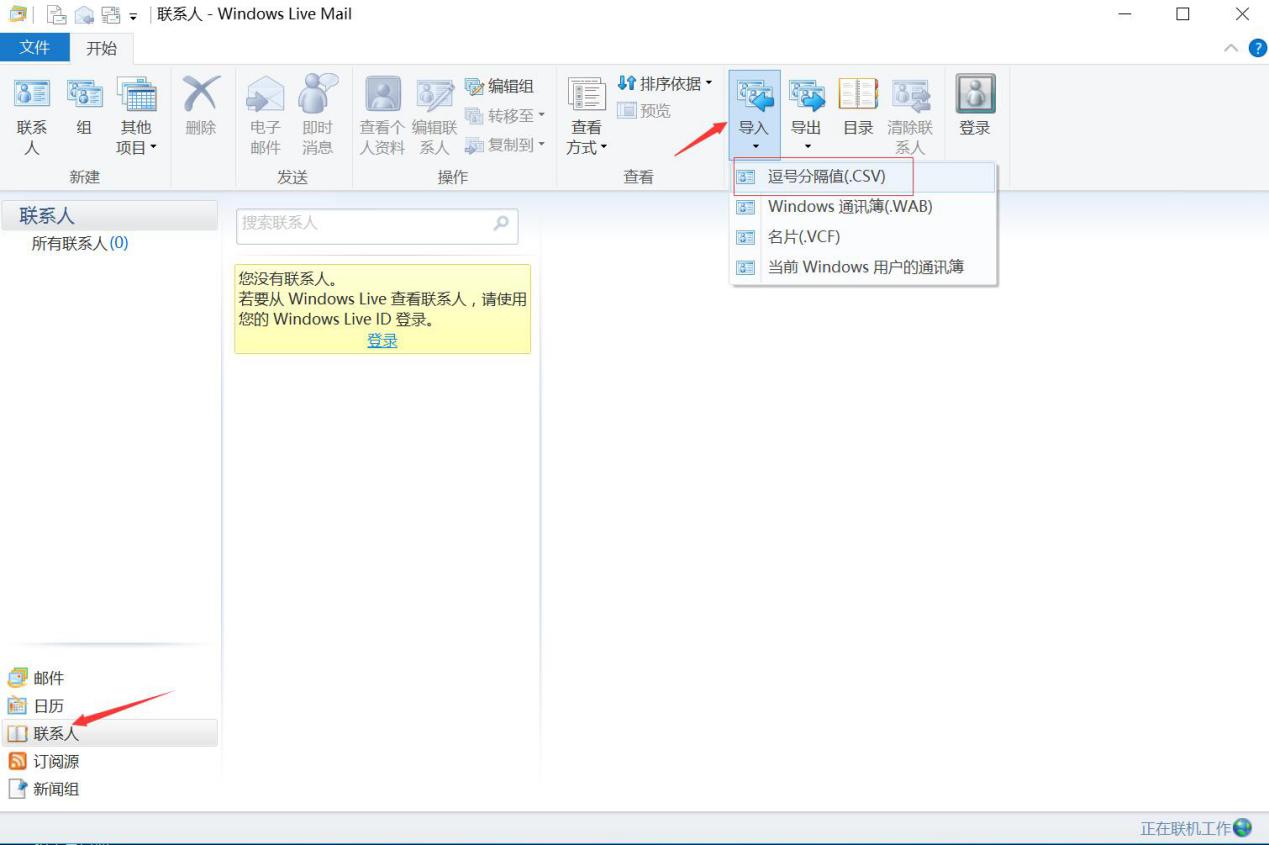 联系人 - Windows Live Mail
文件 开始
联系人 组 其他项目 删除 电子邮件 即时消息 查看个人资料 编辑联系人 编辑组 转移至 复制到 查看方式 排序依据 预览 导入 导出 目录 清除联系人 登录
新建 发送 操作 查看
逗号分隔值(.CSV)
Windows 通讯簿(.WAB)
名片(.VCF)
当前 Windows 用户的通讯簿
联系人
所有联系人(0)
搜索联系人
您没有联系人。
若要从 Windows Live 查看联系人，请使用
您的 Windows Live ID 登录。
登录
邮件
日历
联系人
订阅源
新闻组
正在联机工作